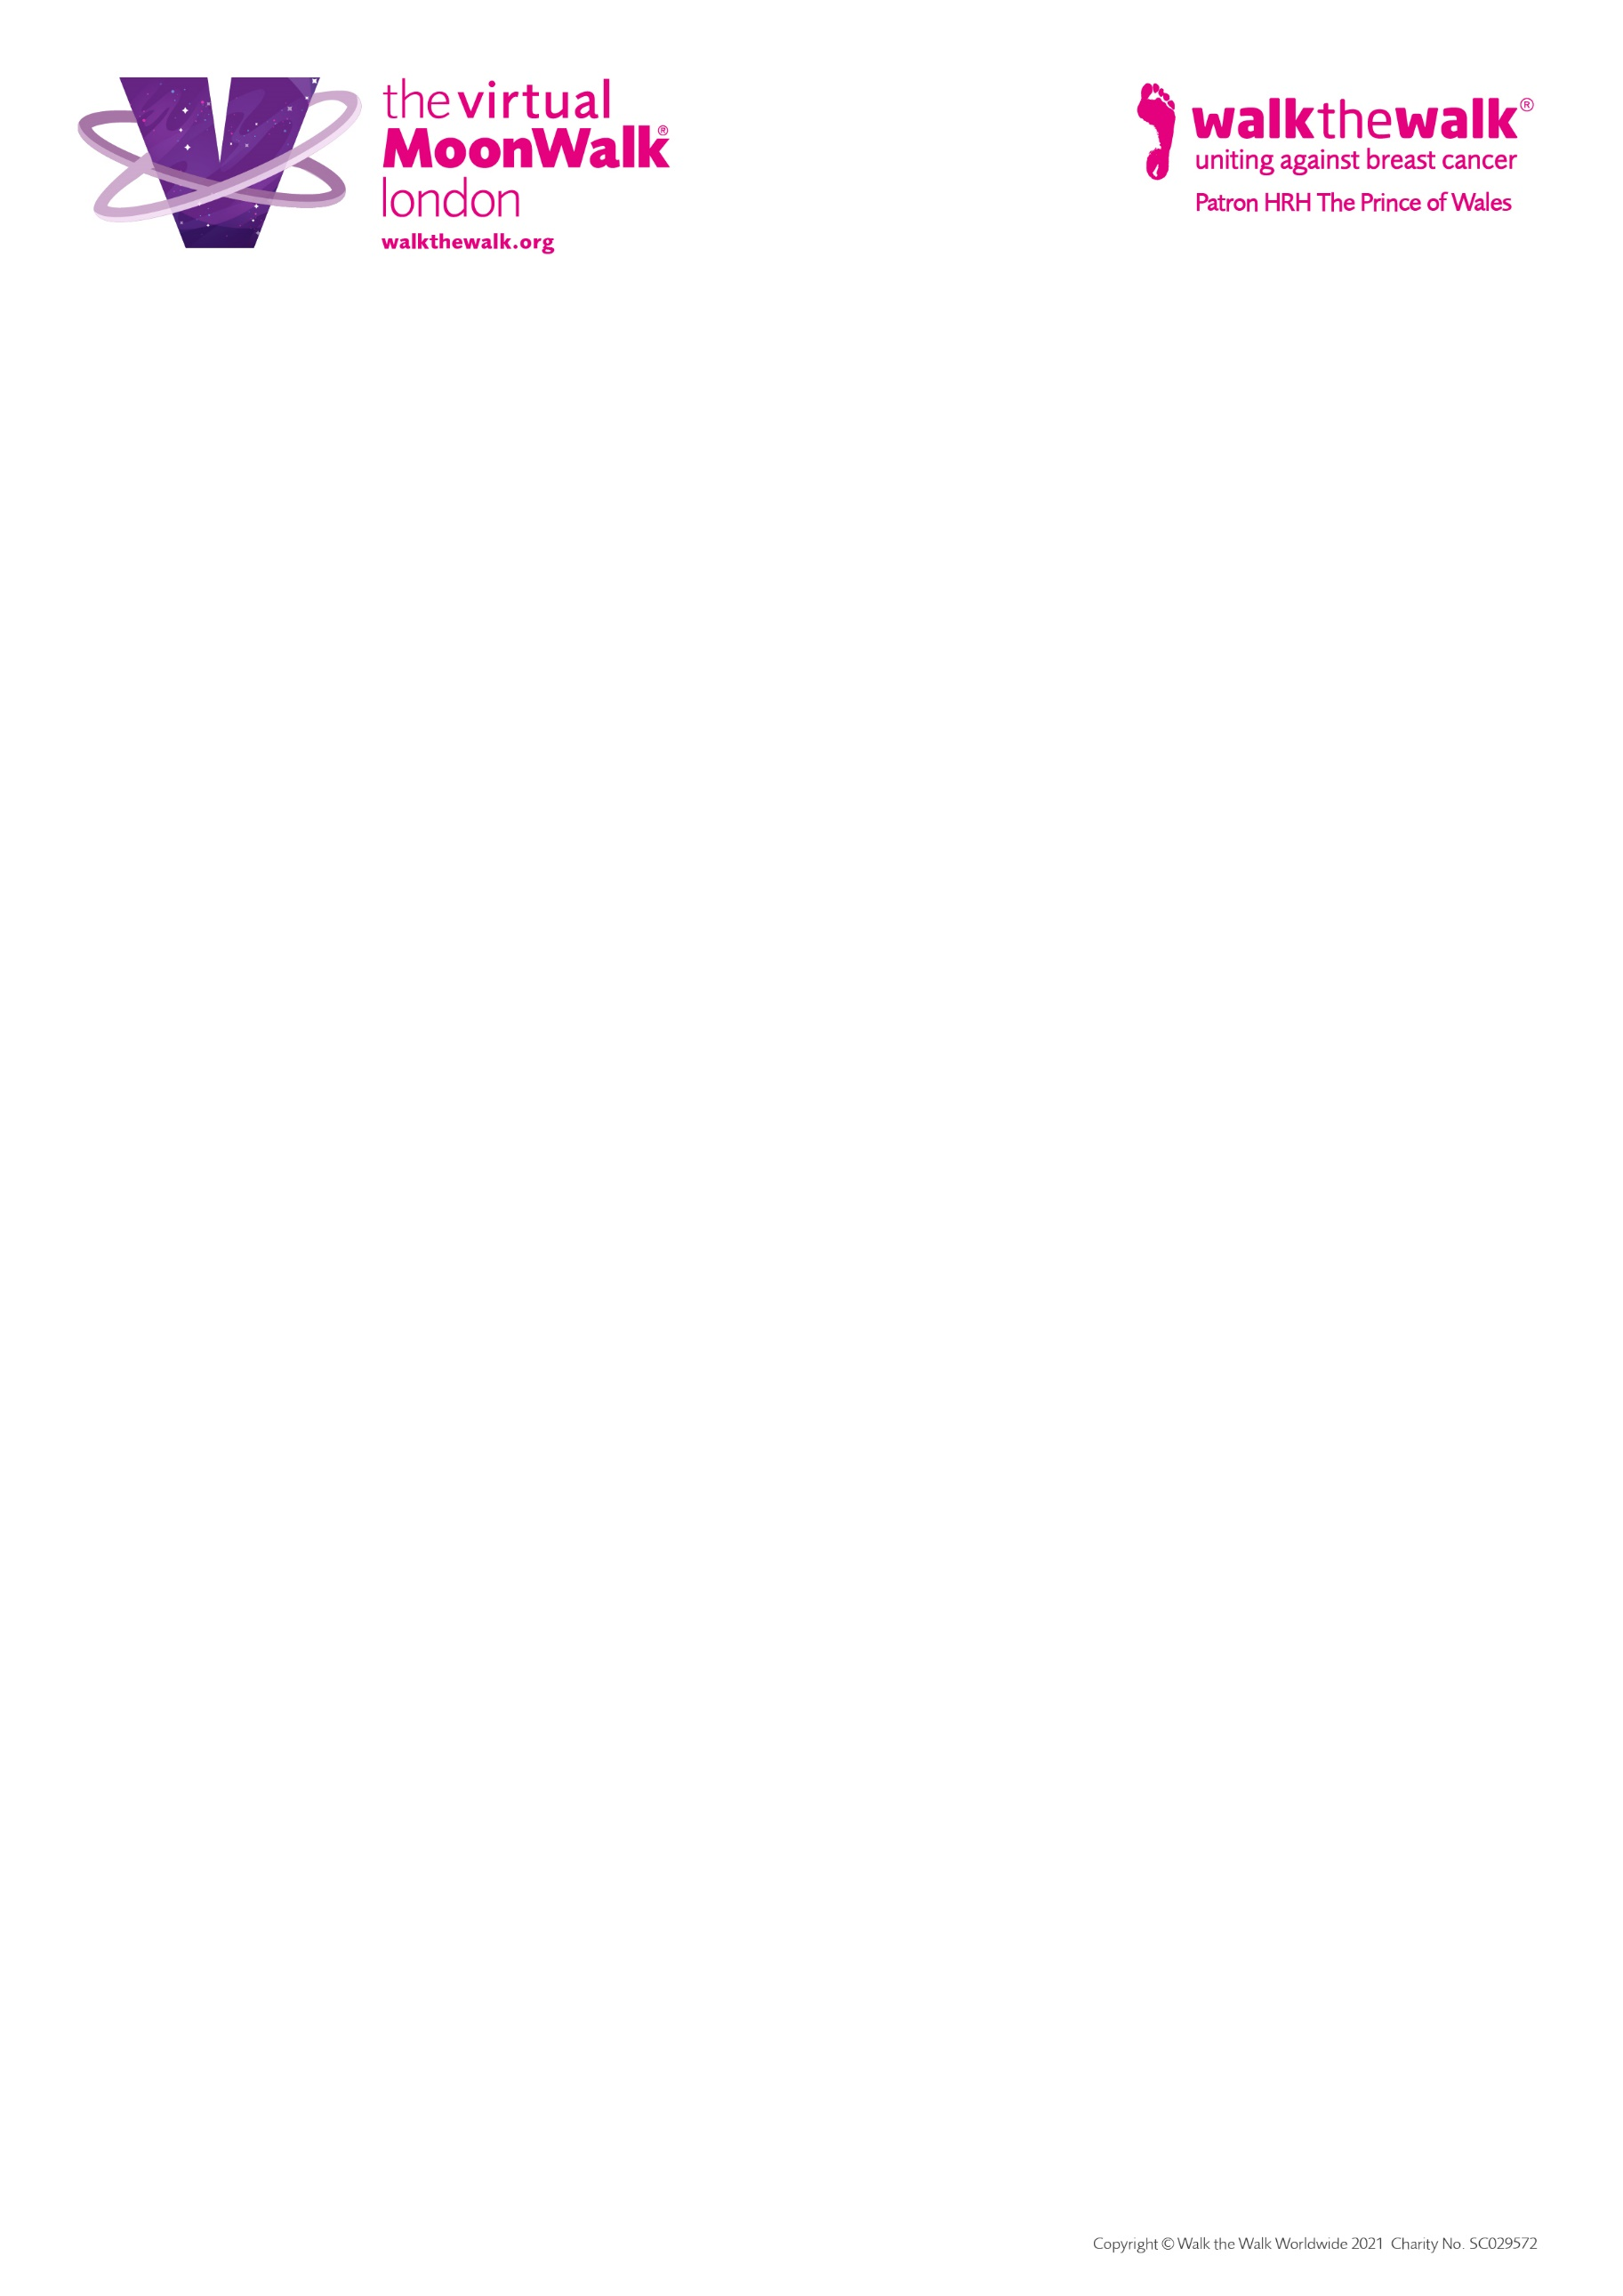 the virtual
MoonWalk®
london
walkthewalk.org
walkthewalk®
uniting against breast cancer
Patron HRH The Prince of Wales
Copyright © Walk the Walk Worldwide 2021 Charity No. SC029572